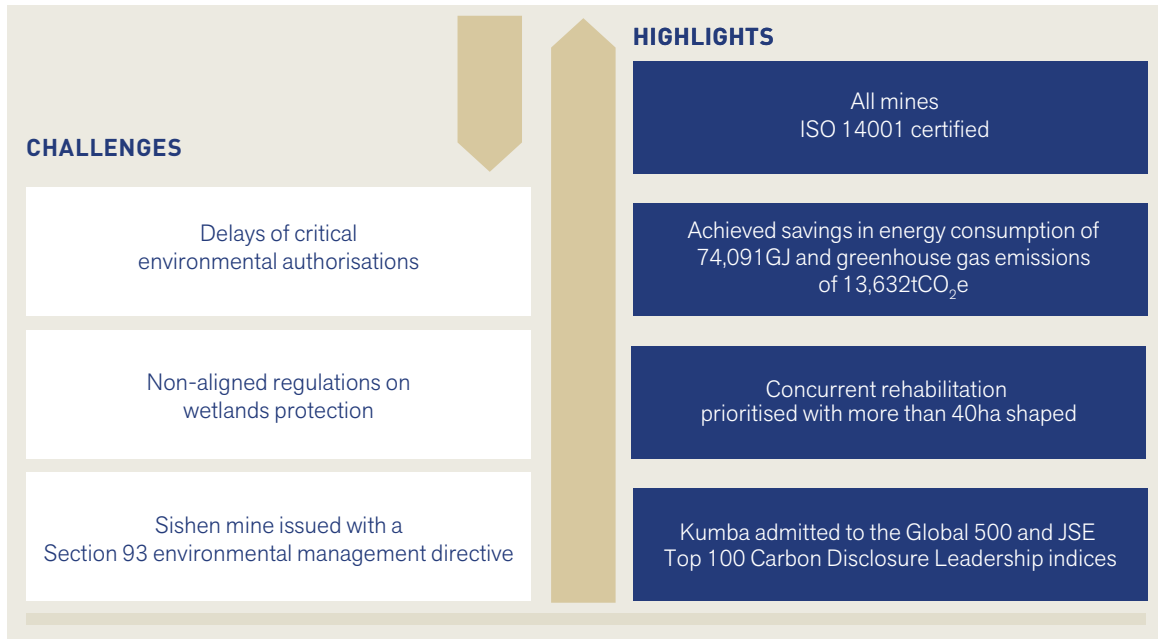 CHALLENGES
Delays of critical
environmental authorisations
Non-aligned regulations on
wetlands protection
Sishen mine issued with a
Section 93 environmental management directive
HIGHLIGHTS
All mines
ISO 14001 certified
Achieved savings in energy consumption of
74,091GJ and greenhouse gas emissions
of 13,632tCO₂e
Concurrent rehabilitation
prioritised with more than 40ha shaped
Kumba admitted to the Global 500 and JSE
Top 100 Carbon Disclosure Leadership indices